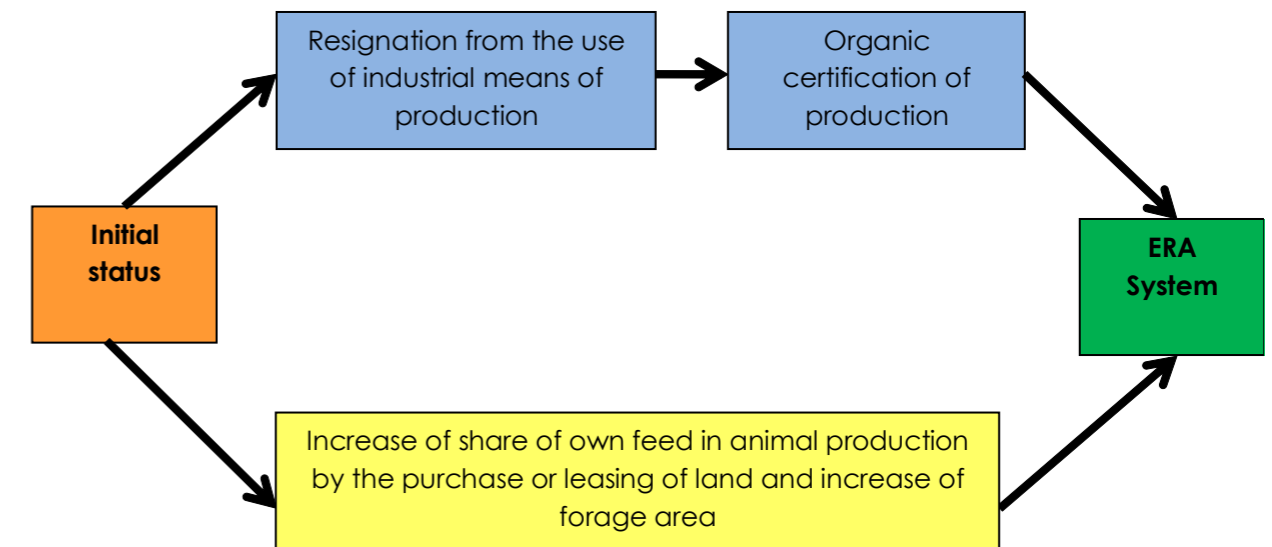 Resignation from the use
of industrial means of
production
Organic
certification of
production
Initial
status
ERA
System
Increase of share of own feed in animal production
by the purchase or leasing of land and increase of
forage area